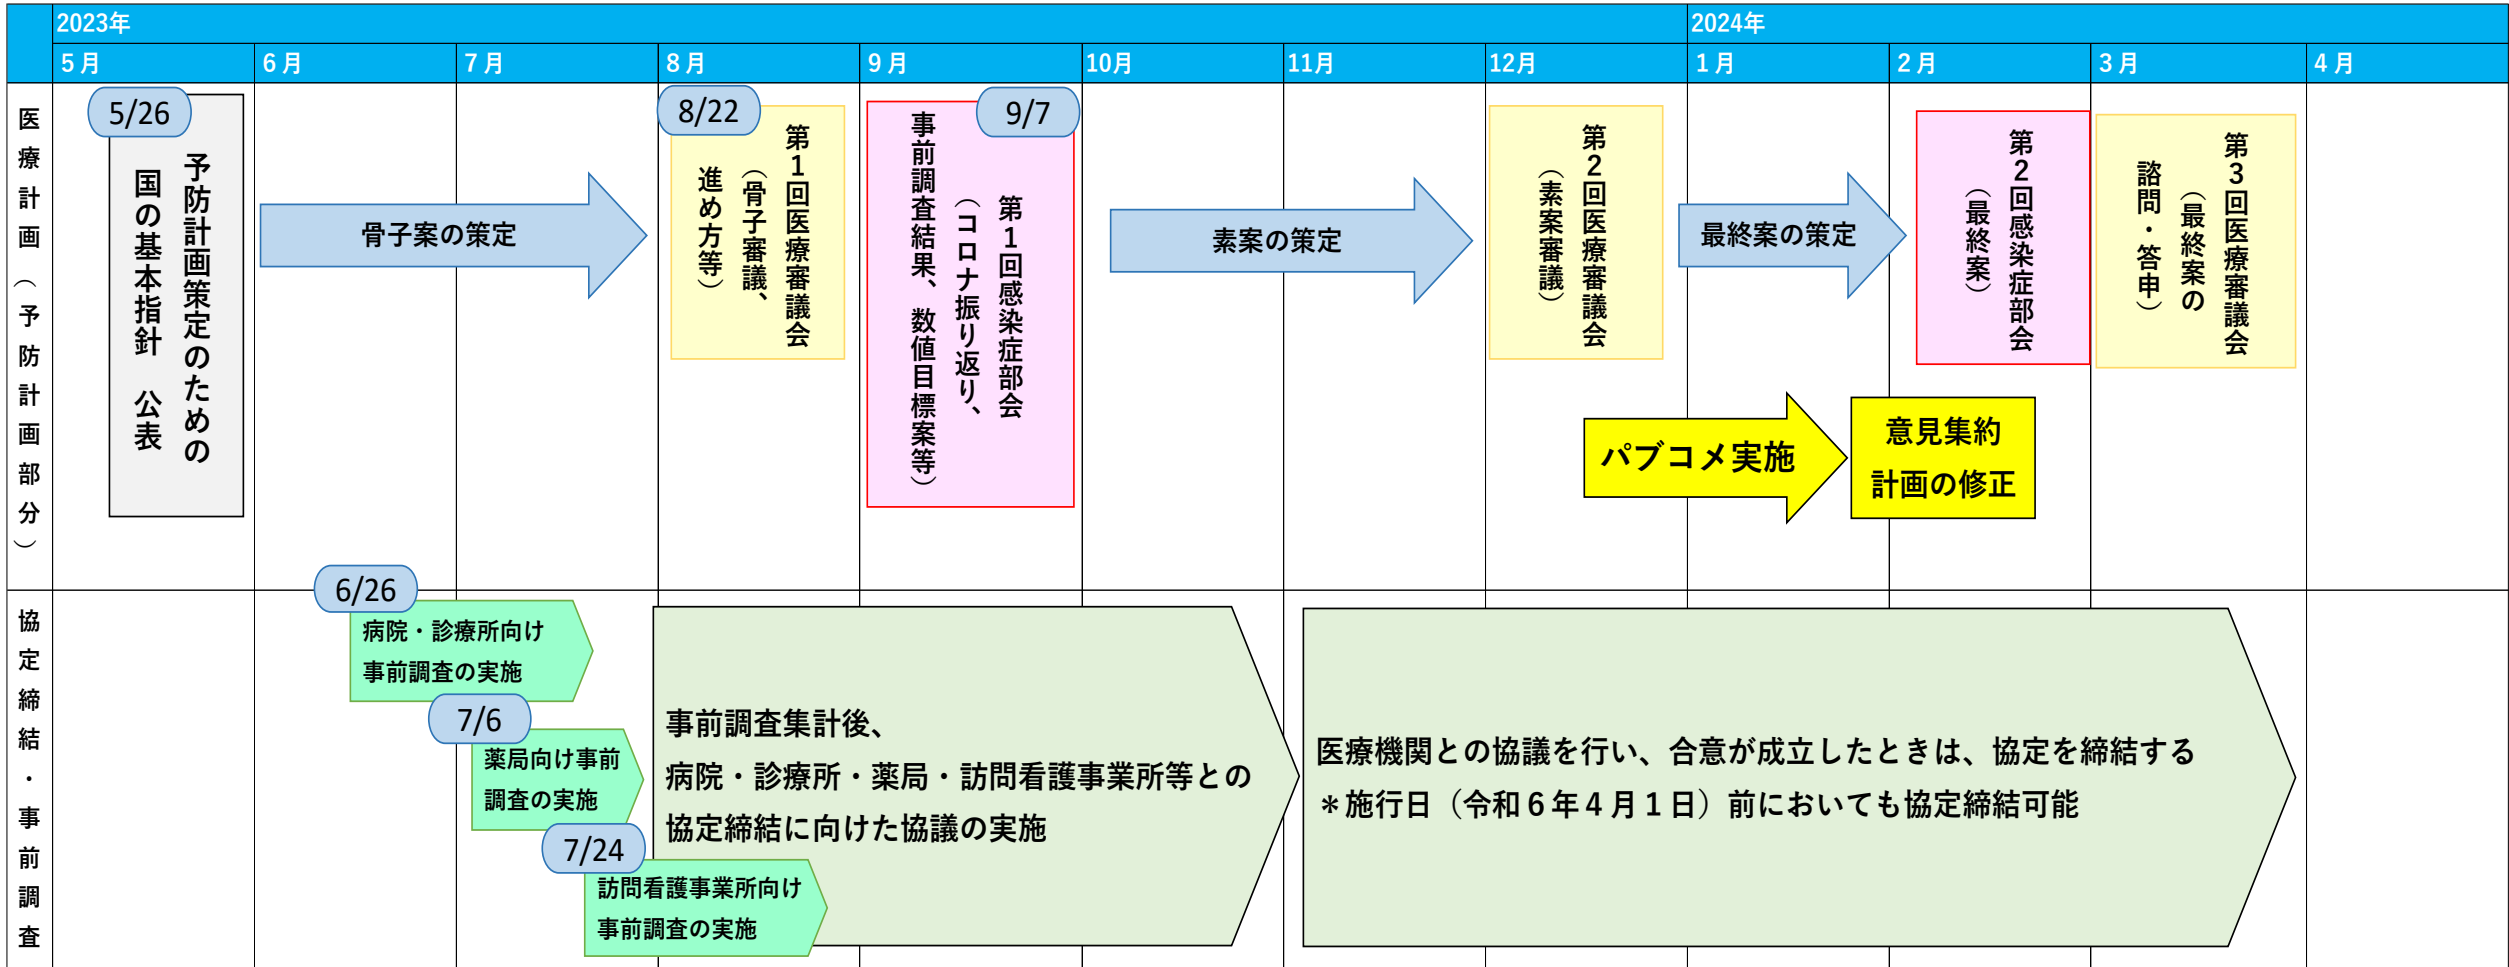 2023年
2024年
5月
6月
7月
8月
9月
10月
11月
12月
1月
2月
3月
4月
医療計画（予防計画部分）
5/26
予防計画策定のための
国の基本指針　公表
骨子案の策定
8/22
第1回医療審議会
（骨子審議、
進め方等）
9/7
第1回感染症部会
（コロナ振り返り、
事前調査結果、数値目標案等）
素案の策定
第2回医療審議会
（素案審議）
最終案の策定
第2回感染症部会
（最終案）
第3回医療審議会
（最終案の
諮問・答申）
パブコメ実施
意見集約
計画の修正
協定締結・事前調査
6/26
病院・診療所向け
事前調査の実施
7/6
薬局向け事前
調査の実施
7/24
訪問看護事業所向け
事前調査の実施
事前調査集計後、
病院・診療所・薬局・訪問看護事業所等との
協定締結に向けた協議の実施
医療機関との協議を行い、合意が成立したときは、協定を締結する
＊施行日（令和６年４月１日）前においても協定締結可能